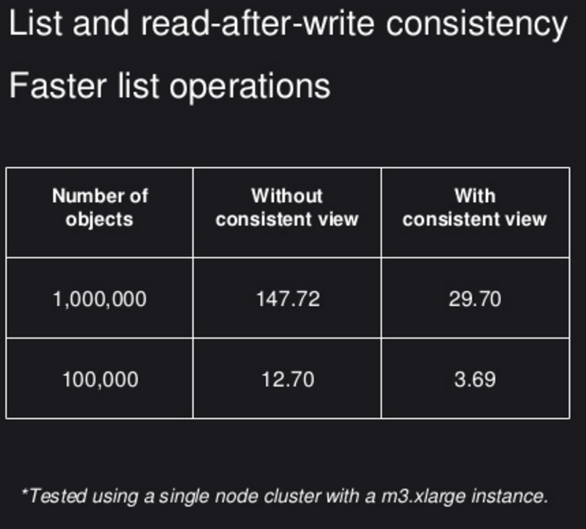 List and read-after-write consistency
Faster list operations
Number of objects
Without consistent view
With consistent view
1,000,000
147.72
29.70
100,000
12.70
3.69
*Tested using a single node cluster with a m3.xlarge instance.